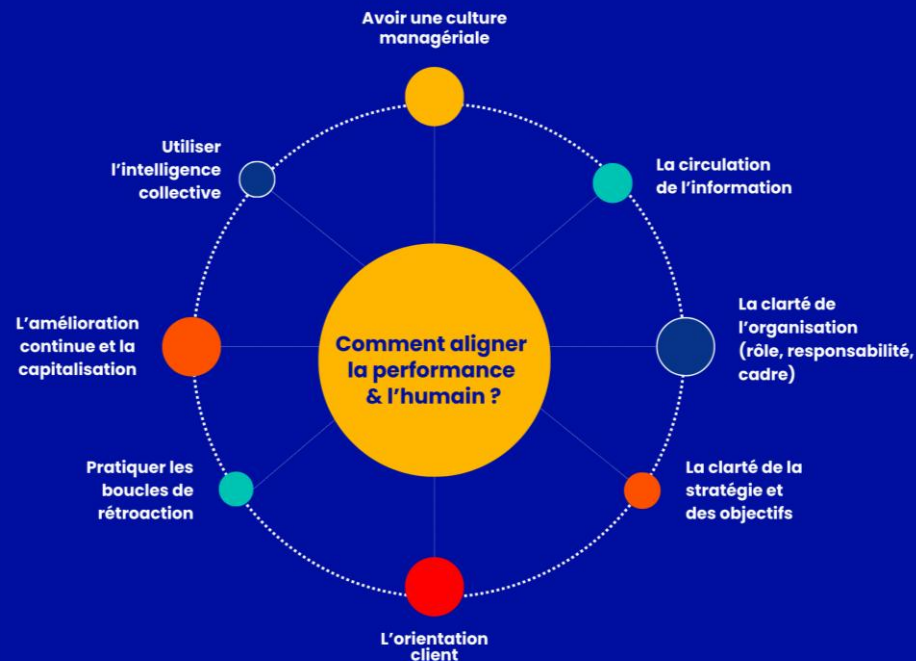 Avoir une culture
managériale
La circulation
de l'information
La clarté de
l'organisation
(rôle, responsabilité,
cadre)
La clarté de la
stratégie et
des objectifs
L'orientation
client
Pratiquer les
boucles de
rétroaction
L'amélioration
continue et la
capitalisation
Utiliser
l'intelligence
collective
Comment aligner
la performance
& l'humain ?